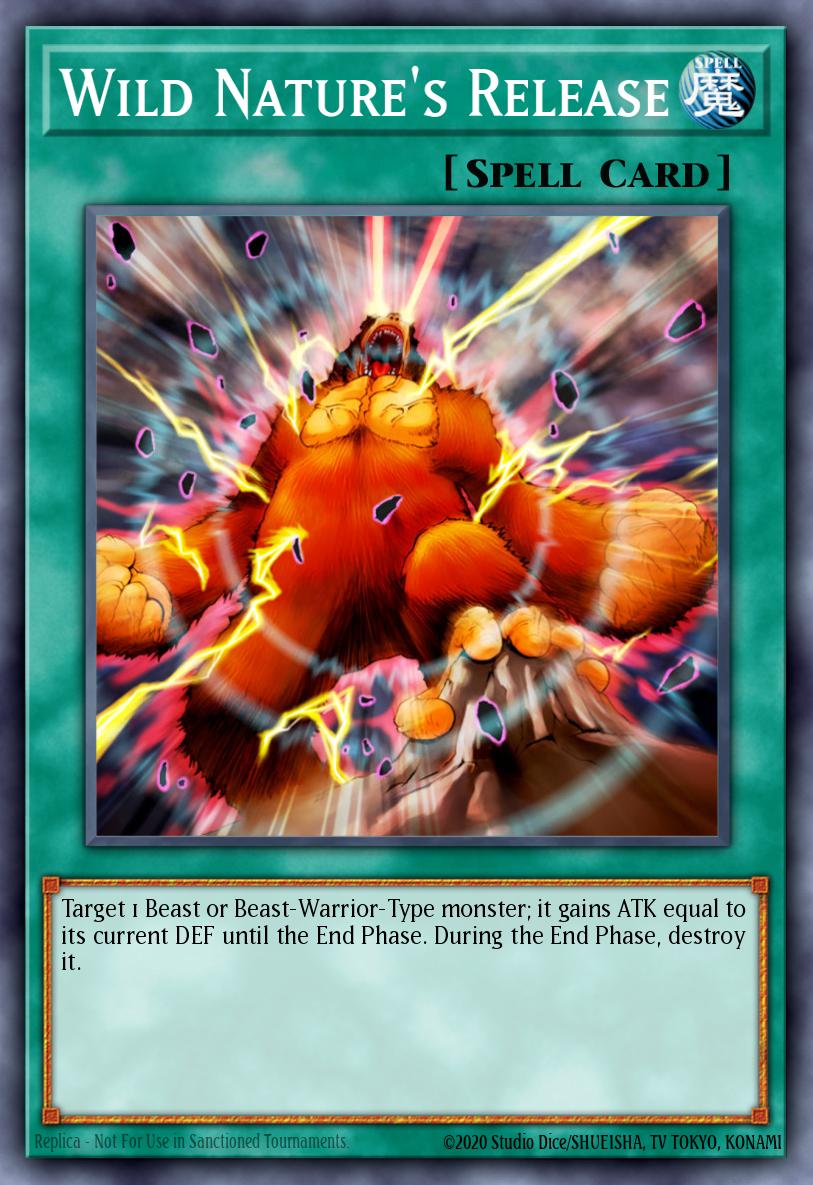 Wild Nature's Release
SPELL
魔
[Spell Card]
Target 1 Beast or Beast-Warrior-Type monster; it gains ATK equal to
its current DEF until the End Phase. During the End Phase, destroy
it.
Replica - Not For Use in Sanctioned Tournaments.
©2020 Studio Dice/SHUEISHA, TV TOKYO, KONAMI